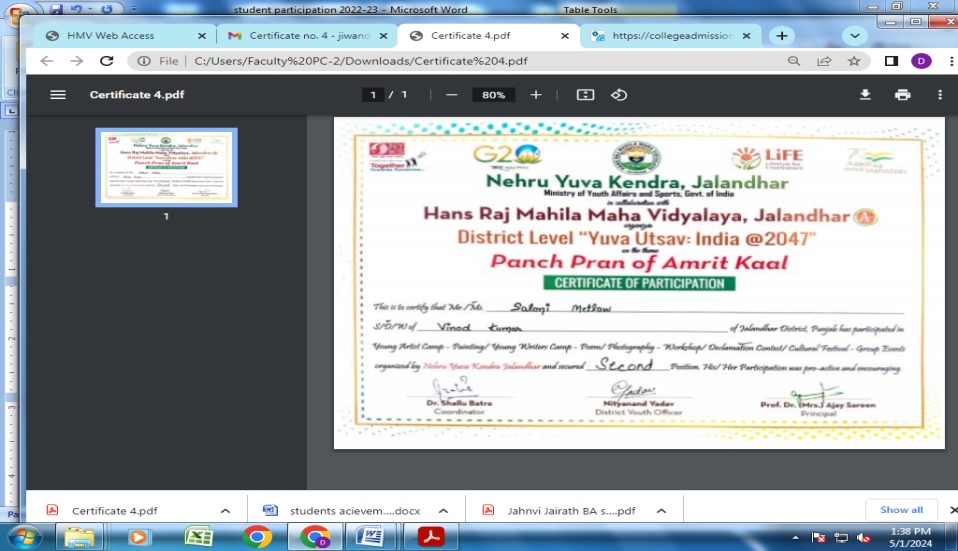 student participation 2022-23 - Microsoft Word
Table Tools
HMV Web Access
Certificate no. 4 - jiwand
Certificate 4.pdf
https://collegeadmission
File
C:/Users/Faculty%20PC-2/Downloads/Certificate%204.pdf
D
Certificate 4.pdf
1 / 1
80%
1
Together
G20
LiFE
Lifestyle for
Environment
Nehru Yuva Kendra, Jalandhar
Ministry of Youth Affairs and Sports, Govt. of India
in collaboration with
Hans Raj Mahila Maha Vidyalaya, Jalandhar
organize
District Level "Yuva Utsav: India @2047"
on the theme
Panch Pran of Amrit Kaal
CERTIFICATE OF PARTICIPATION
This is to certify that Mr./Ms. Saloni
S/D/W of Vinod Kumar of Jalandhar District, Punjab has participated in
Young Artist Camp - Painting/ Young Writers Camp - Poem/ Photography - Workshop/ Declamation Contest/ Cultural Festival - Group Events
organized by Nehru Yuva Kendra Jalandhar and secured Second Position. His/ Her Participation was pro-active and encouraging.
Dr. Shallu Batra
Coordinator
Nityanand Yadav
District Youth Officer
Prof. Dr. (Mrs.) Ajay Sareen
Principal
Certificate 4.pdf
students acievem....docx
Jahnvi Jairath BA s....pdf
Show all
1:38 PM
5/1/2024